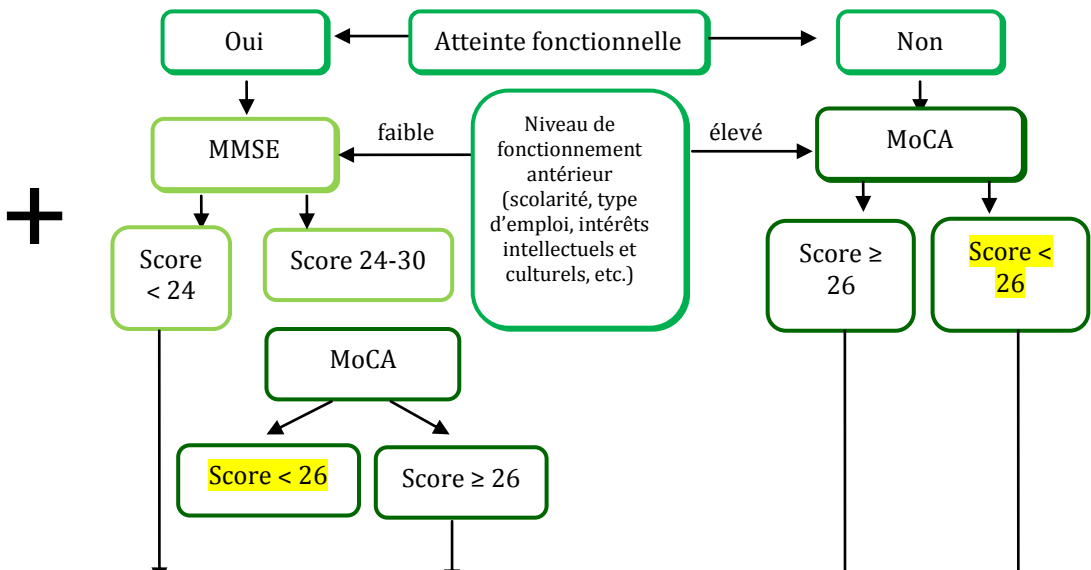 Oui
Atteinte fonctionnelle
Non
MMSE
faible
Niveau de
fonctionnement
antérieur
(scolarité, type
d'emploi, intérêts
intellectuels et
culturels, etc.)
élevé
MoCA
+
Score
< 24
Score 24-30
Score ≥
26
Score <
26
MoCA
Score < 26
Score ≥ 26